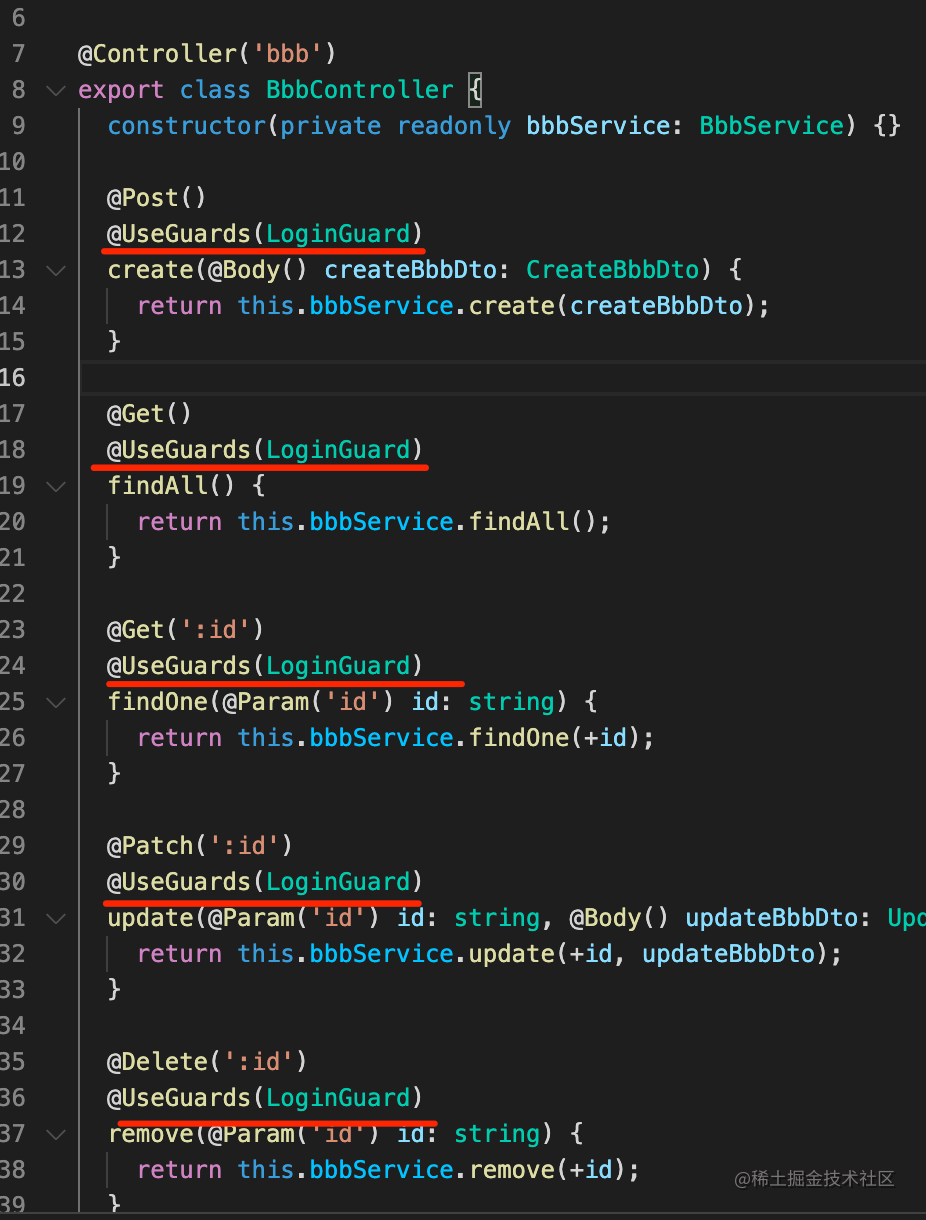 6
7 @Controller('bbb')
8 export class BbbController {
9 constructor(private readonly bbbService: BbbService) {}
10
11 @Post()
12 @UseGuards(LoginGuard)
13 create(@Body() createBbbDto: CreateBbbDto) {
14 return this.bbbService.create(createBbbDto);
15 }
16
17 @Get()
18 @UseGuards(LoginGuard)
19 findAll() {
20 return this.bbbService.findAll();
21 }
22
23 @Get(':id')
24 @UseGuards(LoginGuard)
25 findOne(@Param('id') id: string) {
26 return this.bbbService.findOne(+id);
27 }
28
29 @Patch(':id')
30 @UseGuards(LoginGuard)
31 update(@Param('id') id: string, @Body() updateBbbDto: Upd
32 return this.bbbService.update(+id, updateBbbDto);
33 }
34
35 @Delete(':id')
36 @UseGuards(LoginGuard)
37 remove(@Param('id') id: string) {
38 return this.bbbService.remove(+id);
39 }
@稀土掘金技术社区